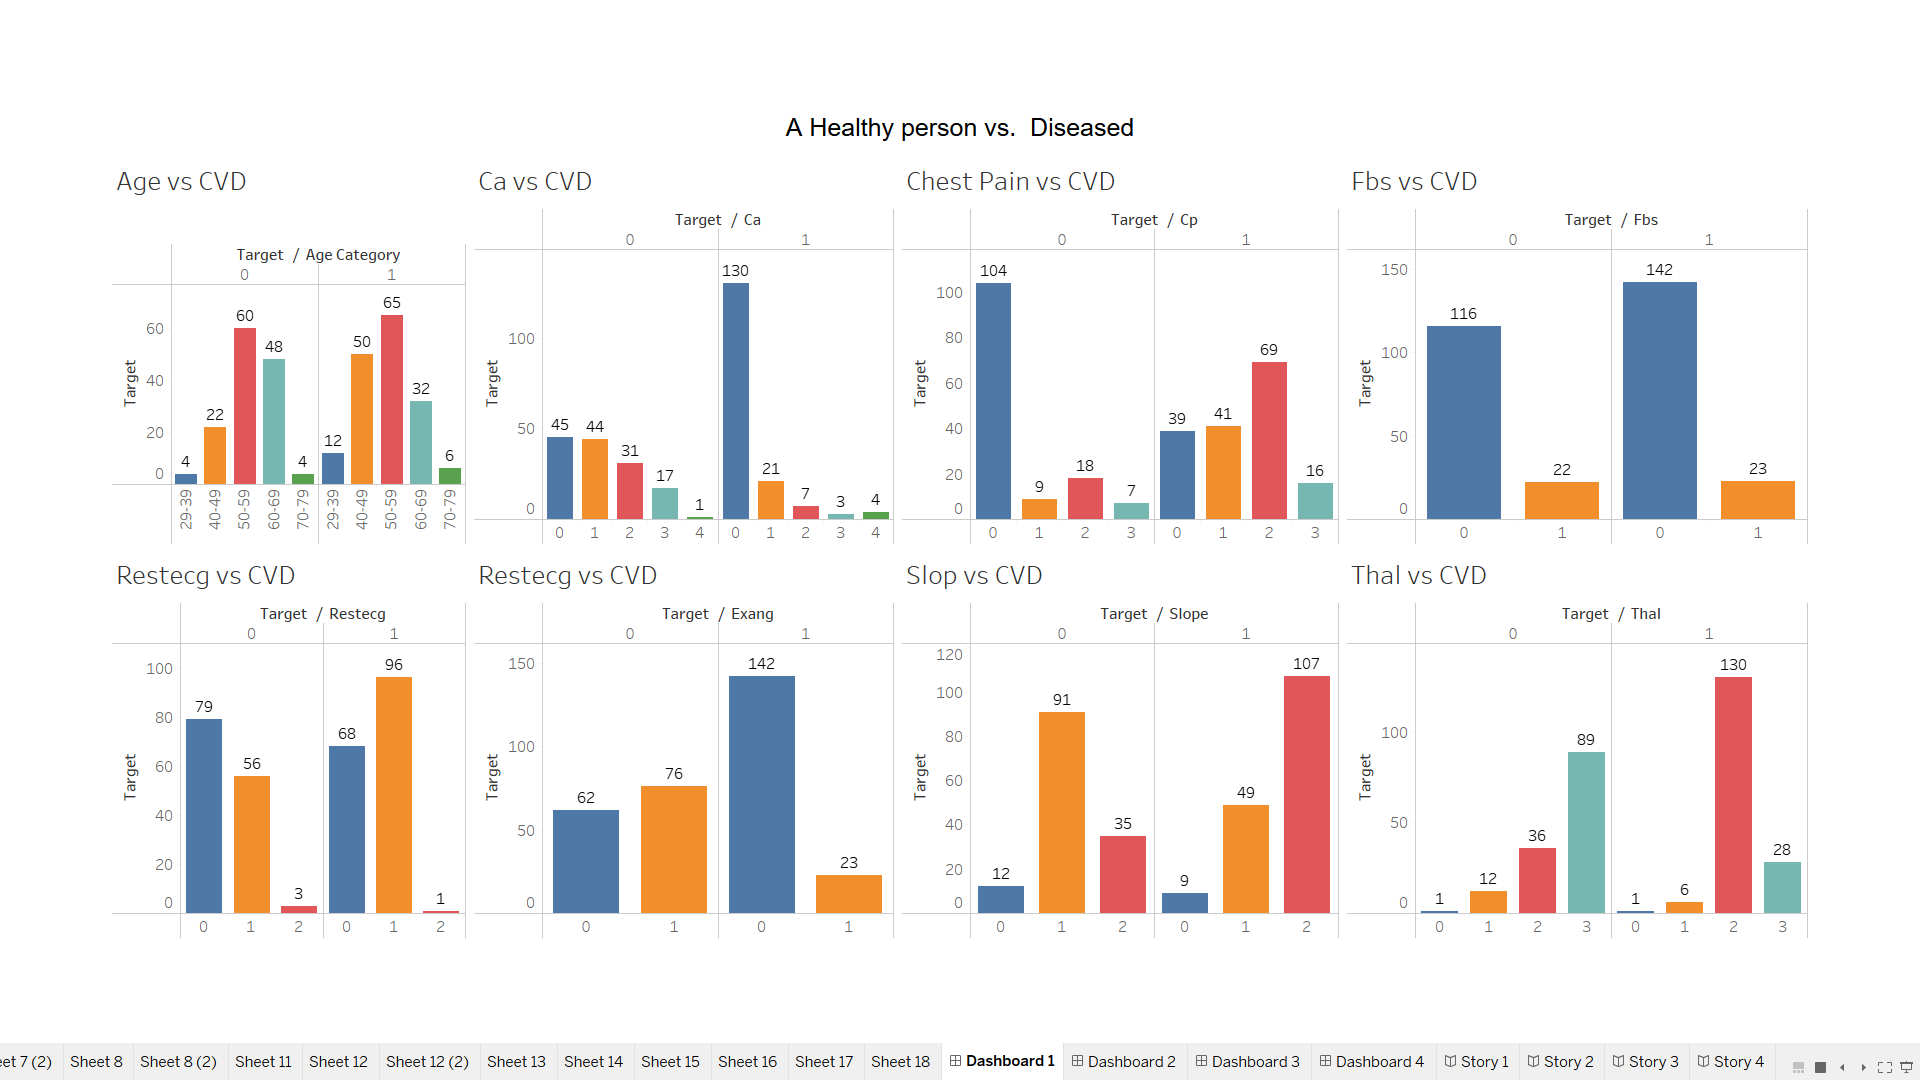 A Healthy person vs.  Diseased
Age vs CVD
Target / Age Category
0 1
Target
60
40
20
0
4 22 60 48 4 12 50 65 32 6
29-39 40-49 50-59 60-69 70-79 29-39 40-49 50-59 60-69 70-79
Ca vs CVD
Target / Ca
0 1
Target
100
50
0
45 44 31 17 1 130 21 7 3 4
0 1 2 3 4 0 1 2 3 4
Chest Pain vs CVD
Target / Cp
0 1
Target
100
80
60
40
20
0
104 9 18 7 39 41 69 16
0 1 2 3 0 1 2 3
Fbs vs CVD
Target / Fbs
0 1
Target
150
100
50
0
116 22 142 23
0 1 0 1
Restecg vs CVD
Target / Restecg
0 1
Target
100
80
60
40
20
0
79 56 3 68 96 1
0 1 2 0 1 2
Restecg vs CVD
Target / Exang
0 1
Target
150
100
50
0
62 76 142 23
0 1 0 1
Slop vs CVD
Target / Slope
0 1
Target
120
100
80
60
40
20
0
12 91 35 9 49 107
0 1 2 0 1 2
Thal vs CVD
Target / Thal
0 1
Target
100
50
0
1 12 36 89 1 6 130 28
0 1 2 3 0 1 2 3
eet 7 (2) Sheet 8 Sheet 8 (2) Sheet 11 Sheet 12 Sheet 12 (2) Sheet 13 Sheet 14 Sheet 15 Sheet 16 Sheet 17 Sheet 18 Dashboard 1 Dashboard 2 Dashboard 3 Dashboard 4 Story 1 Story 2 Story 3 Story 4